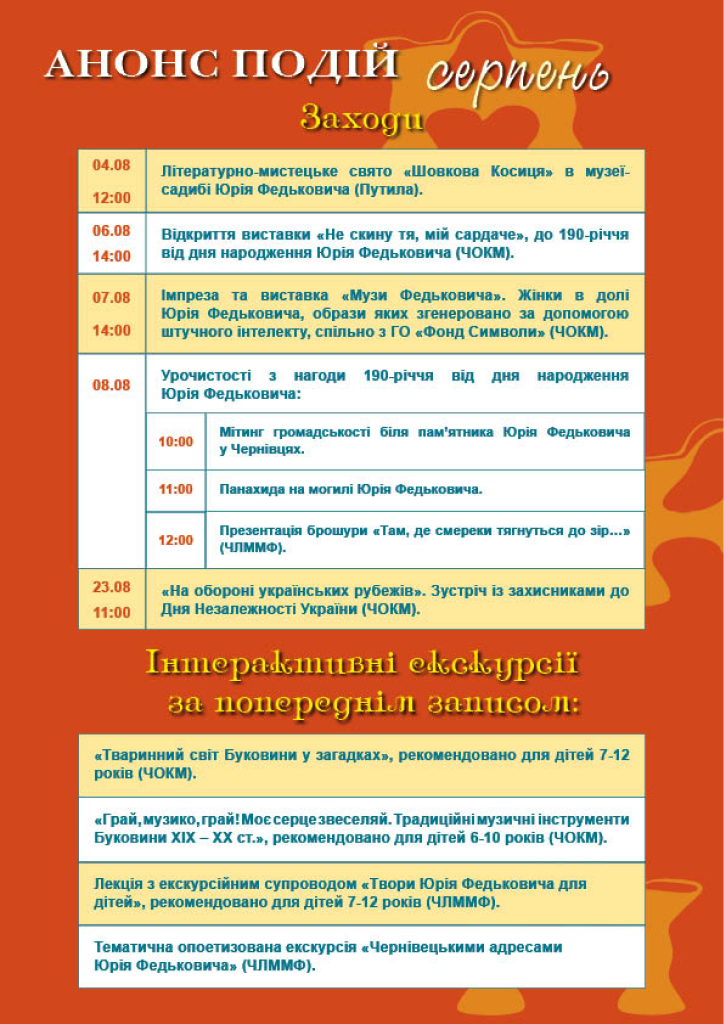 АНОНС ПОДІЙ серпень
Заходи
04.08
12:00
Літературно-мистецьке свято «Шовкова Косиця» в музеї-
садибі Юрія Федьковича (Путила).
06.08
14:00
Відкриття виставки «Не скину тя, мій сардаче», до 190-річчя
від дня народження Юрія Федьковича (ЧОКМ).
07.08
14:00
Імпреза та виставка «Музи Федьковича». Жінки в долі
Юрія Федьковича, образи яких згенеровано за допомогою
штучного інтелекту, спільно з ГО «Фонд Символи» (ЧОКМ).
08.08
Урочистості з нагоди 190-річчя від дня народження
Юрія Федьковича:
10:00
Мітинг громадськості біля пам’ятника Юрія Федьковича
у Чернівцях.
11:00
Панахида на могилі Юрія Федьковича.
12:00
Презентація брошури «Там, де смереки тягнуться до зір...»
(ЧЛММФ).
23.08
11:00
«На обороні українських рубежів». Зустріч із захисниками до
Дня Незалежності України (ЧОКМ).
Інтерактивні екскурсії
за попереднім записом:
«Тваринний світ Буковини у загадках», рекомендовано для дітей 7-12
років (ЧОКМ).
«Грай, музико, грай! Моє серце звеселяй. Традиційні музичні інструменти
Буковини XIX – XX ст.», рекомендовано для дітей 6-10 років (ЧОКМ).
Лекція з екскурсійним супроводом «Твори Юрія Федьковича для
дітей», рекомендовано для дітей 7-12 років (ЧЛММФ).
Тематична опоетизована екскурсія «Чернівецькими адресами
Юрія Федьковича» (ЧЛММФ).